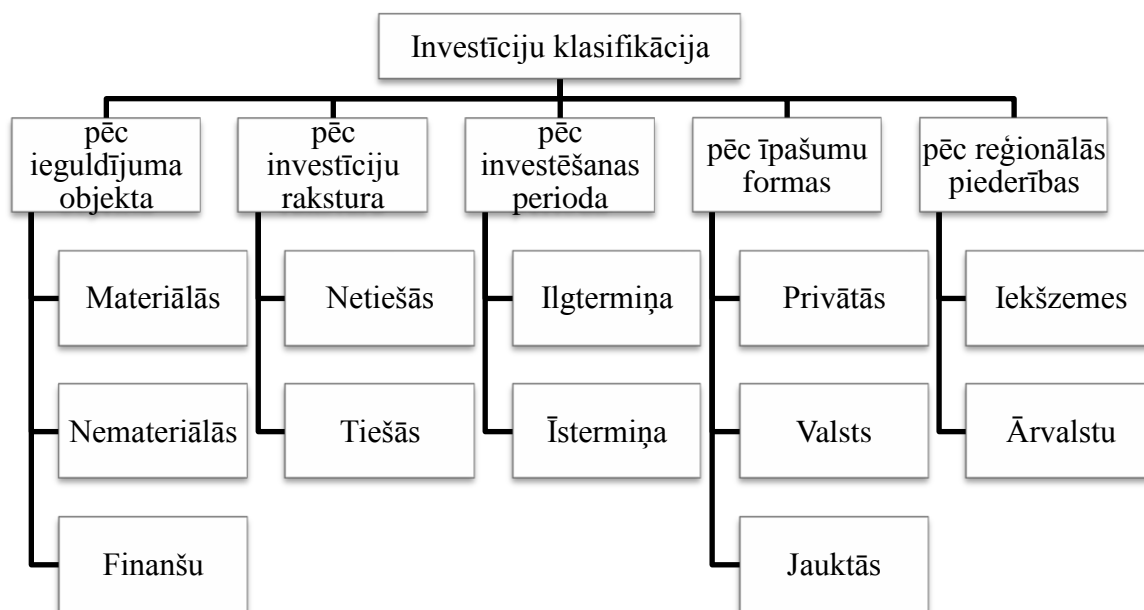 Investīciju klasifikācija
pēc
ieguldījuma
objekta
pēc
investīciju
rakstura
pēc
investēšanas
perioda
pēc īpašumu
formas
pēc reģionālās
piederības
Materiālās
Nemateriālās
Finanšu
Netiešās
Tiešās
Ilgtermiņa
Īstermiņa
Privātās
Valsts
Jauktās
Iekšzemes
Ārvalstu